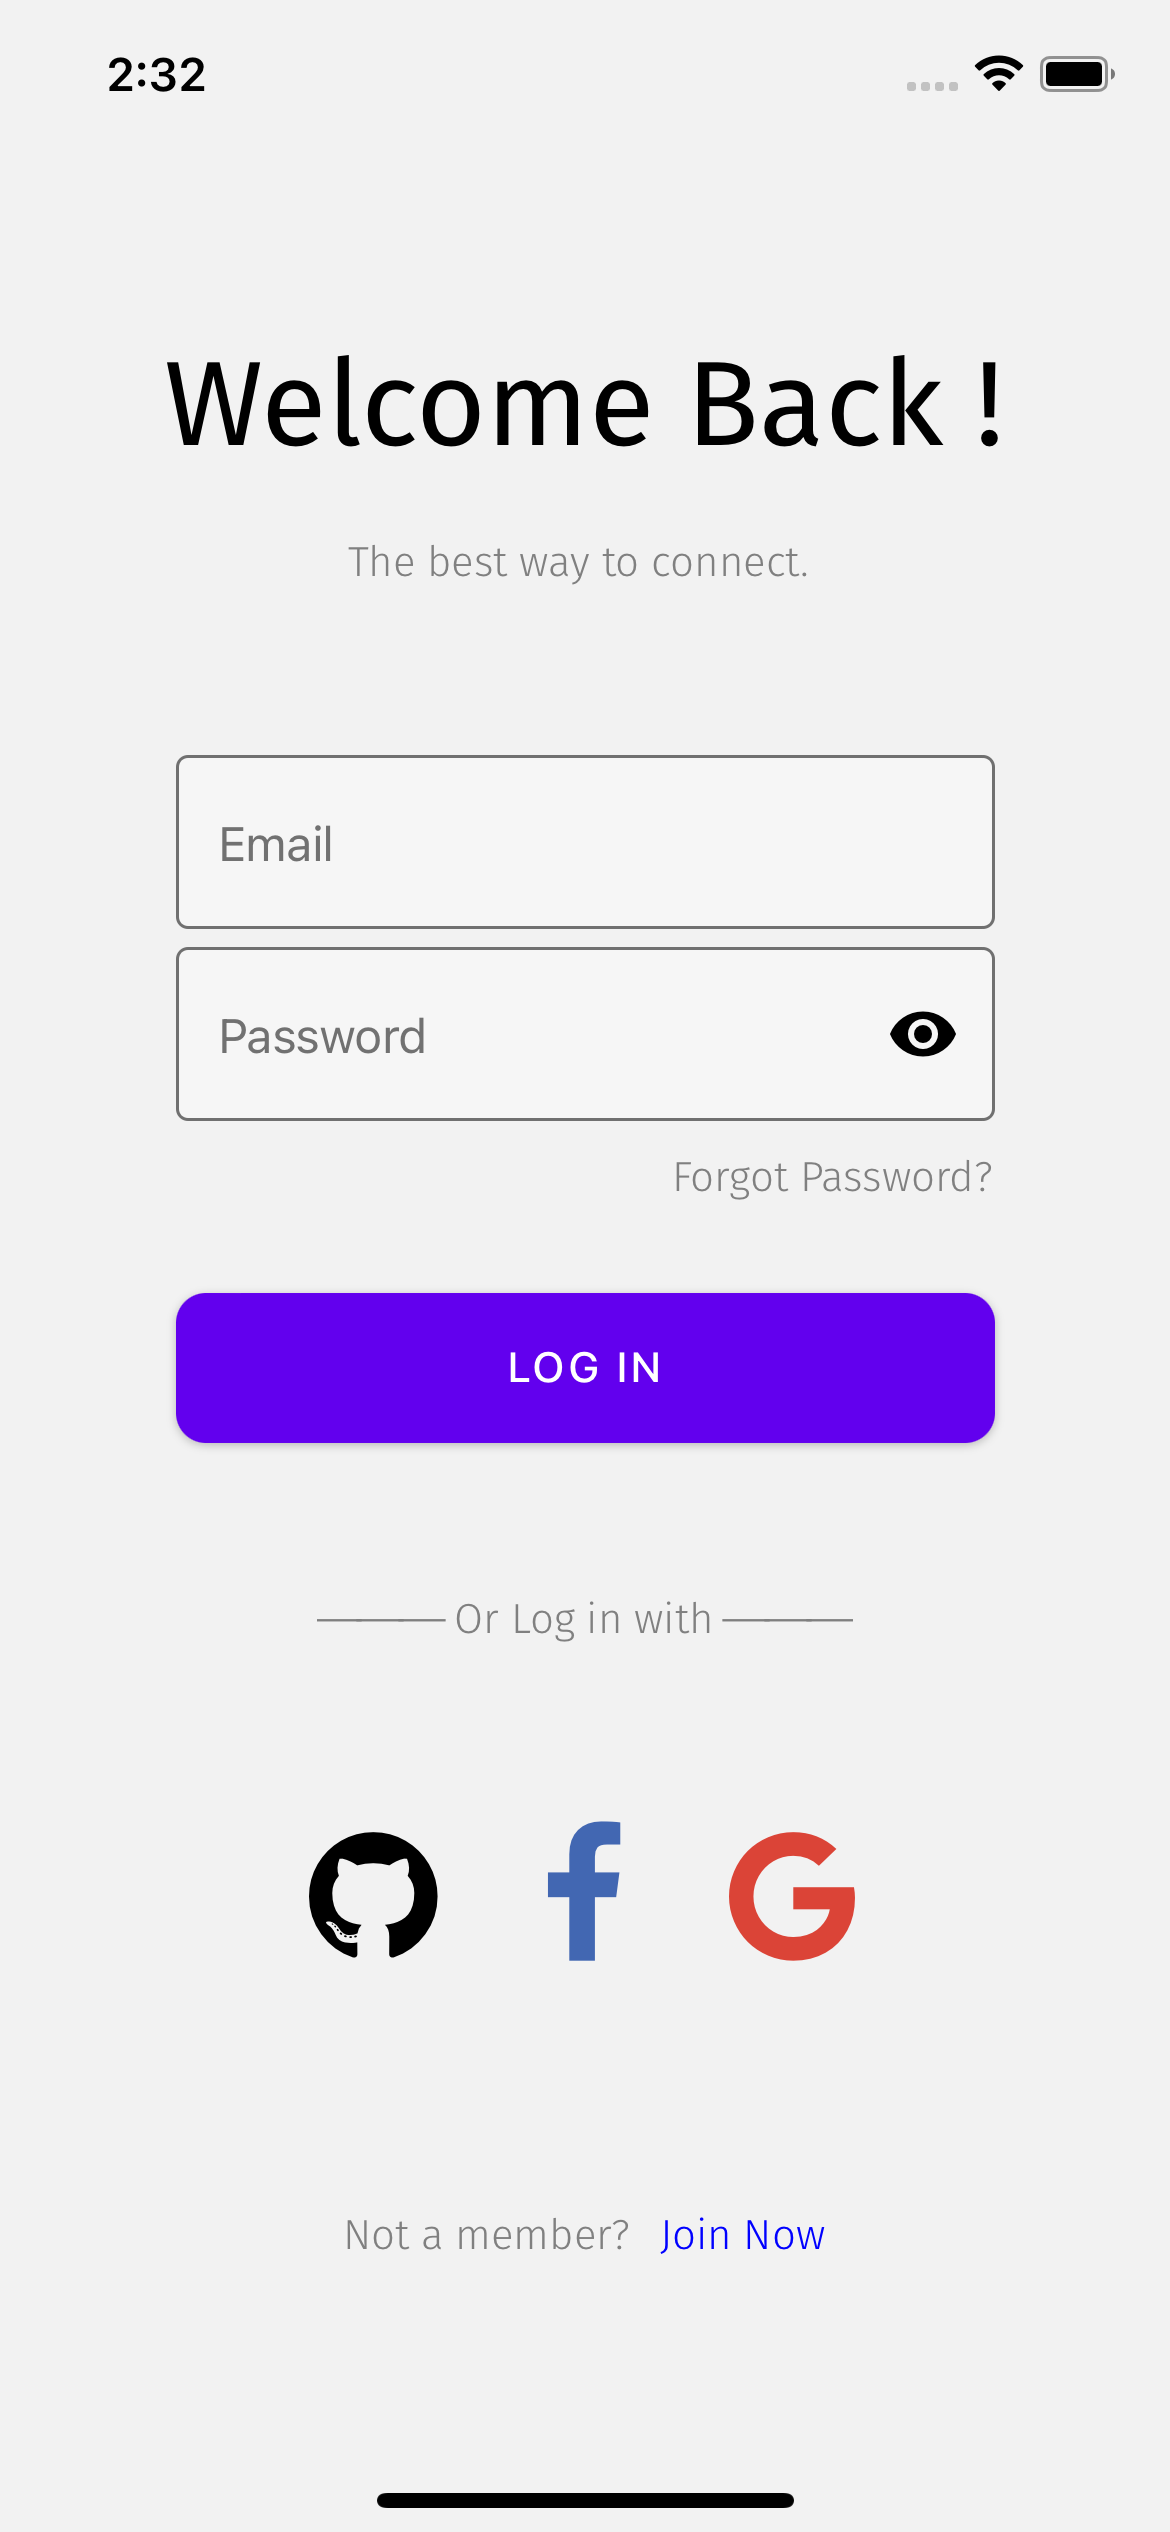 2:32
Welcome Back !
The best way to connect.
Email
Password
Forgot Password?
LOG IN
Or Log in with
Not a member? Join Now